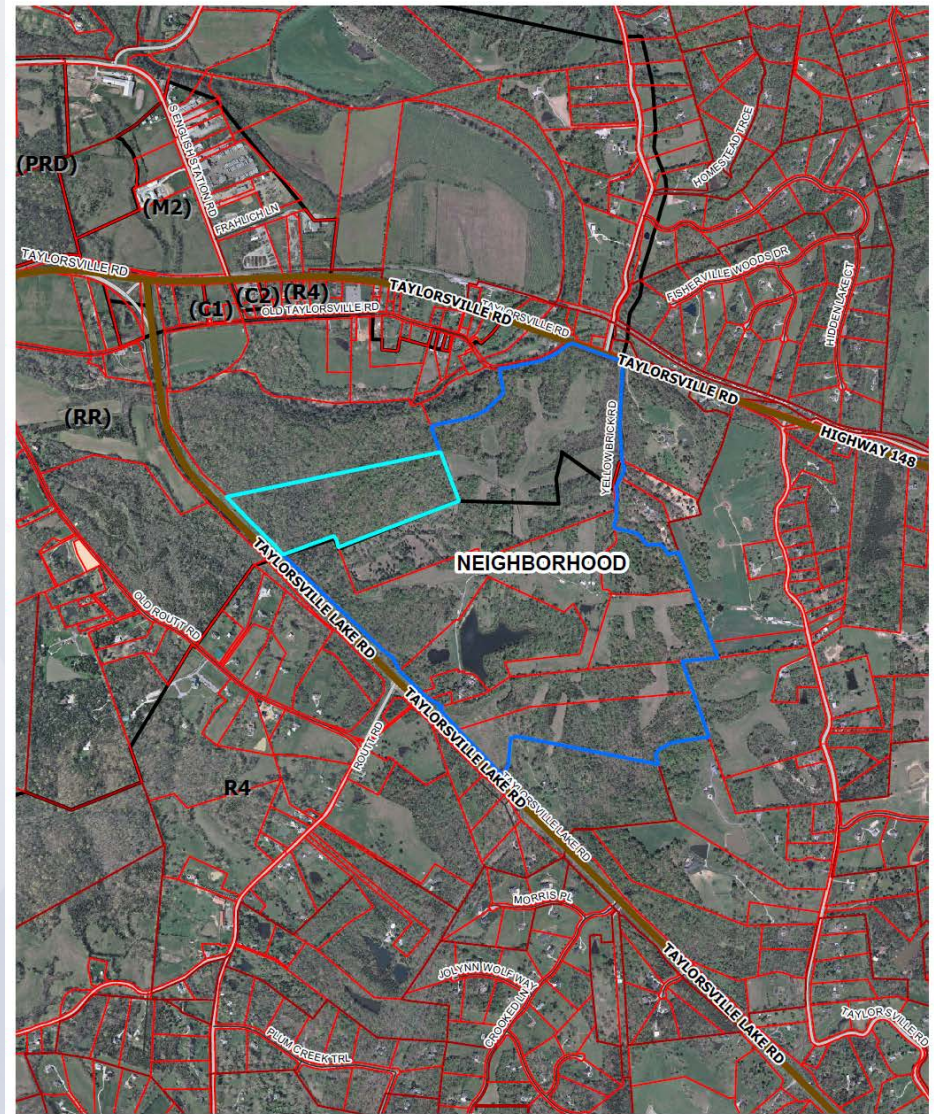 HOMESTEAD TRCE
(PRD)
S ENGLISH STATION RD
(M2)
FRAHLICH LN
FISHERVILLE WOODS DR
HIDDEN LAKE CT
TAYLORSVILLE RD
(C1)
(C2)
(R4)
TAYLORSVILLE RD
TAYLORSVILLE RD
OLD TAYLORSVILLE RD
TAYLORSVILLE RD
HIGHWAY 148
(RR)
YELLOW BRICK RD
TAYLORSVILLE LAKE RD
NEIGHBORHOOD
OLD ROUTT RD
ROUTT RD
TAYLORSVILLE LAKE RD
TAYLORSVILLE LAKE RD
R4
MORRIS PL
JOLYNN WOLF WAY
CROOKED LN
TAYLORSVILLE LAKE RD
TAYLORSVILLE RD
PLUM CREEK TRL